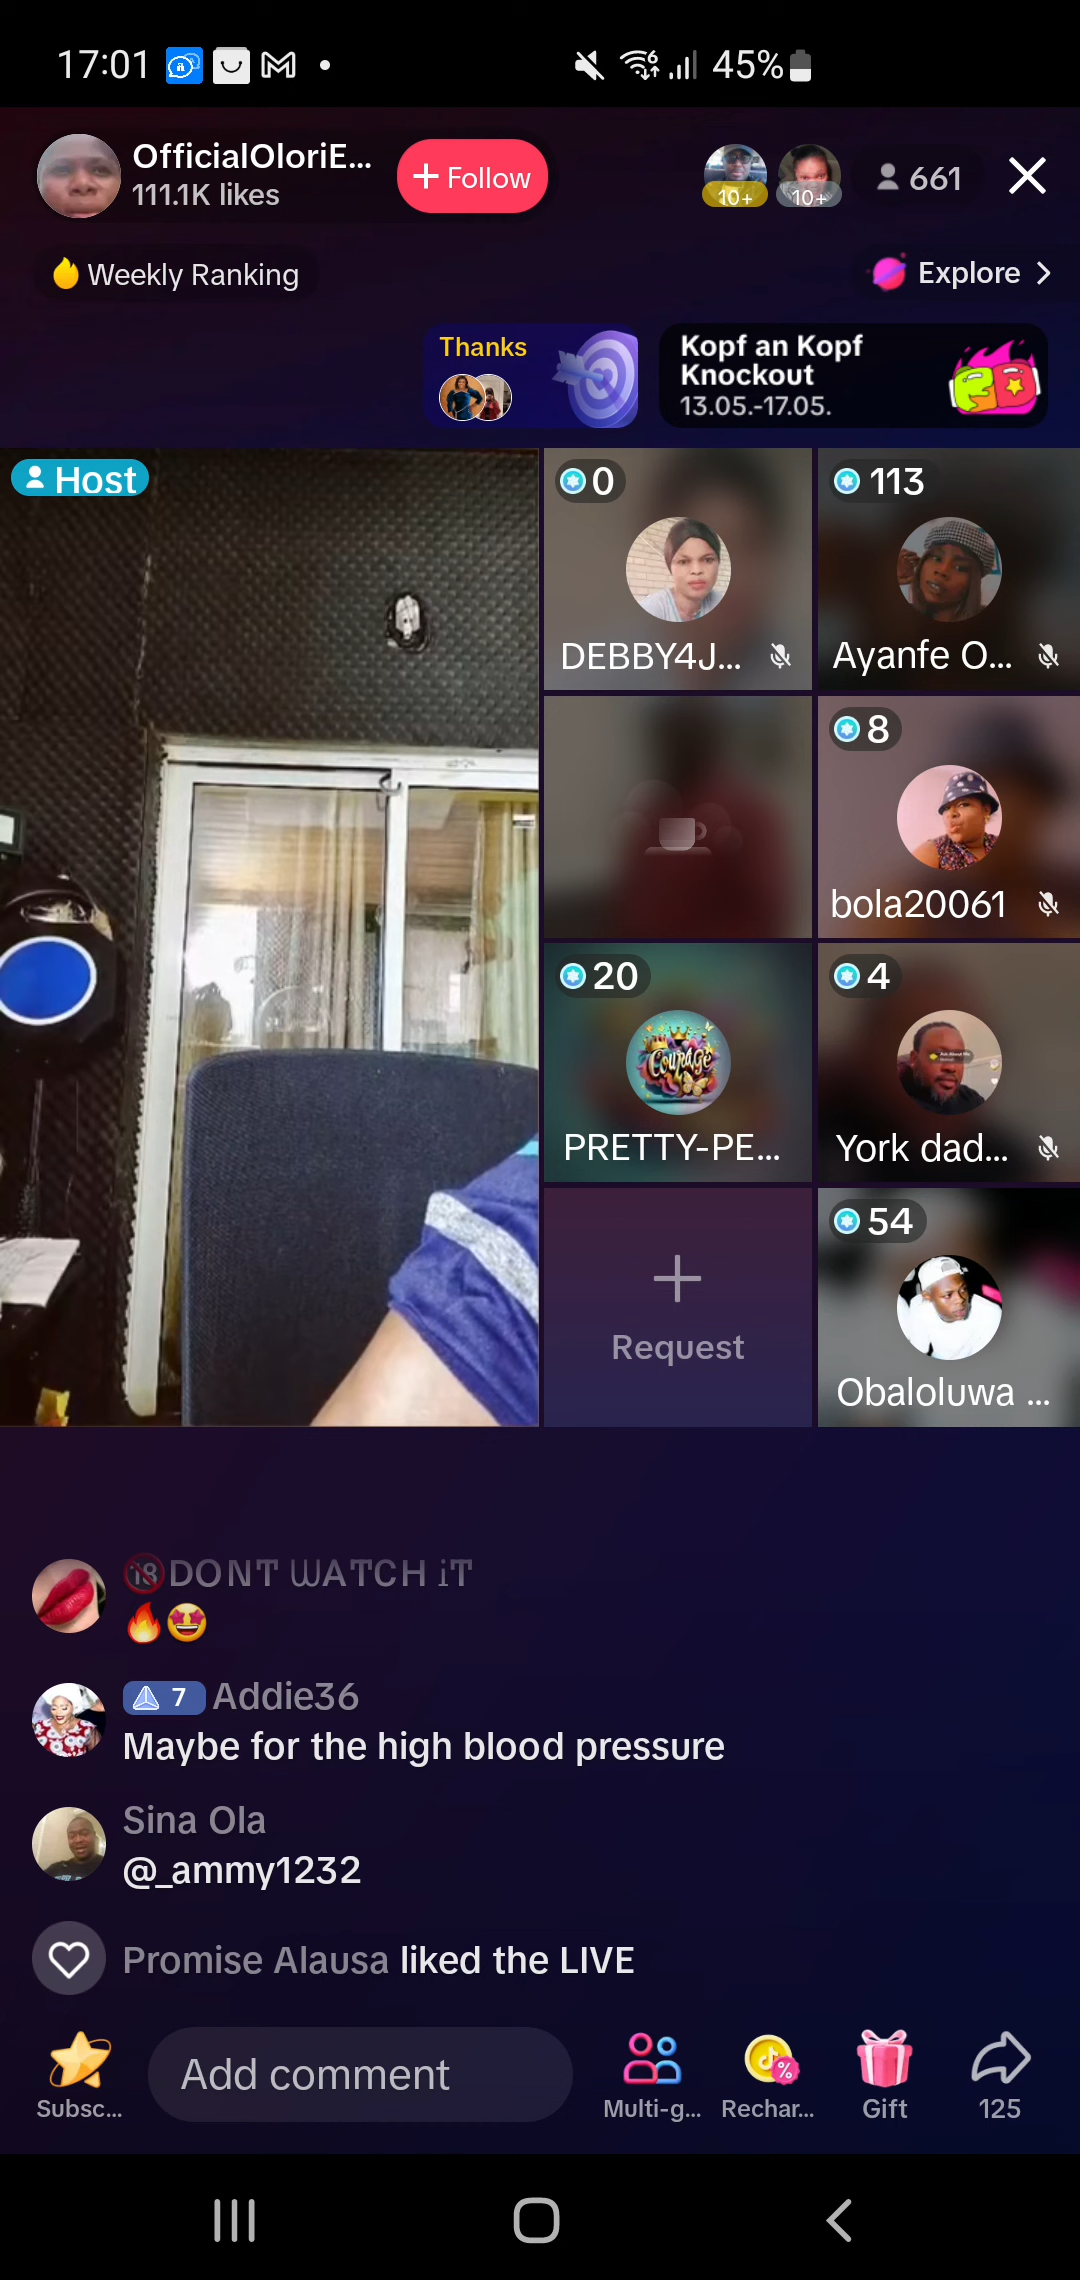 17:01
45%
OfficialOloriE...
111.1K likes
+ Follow
10+
10+
661
Weekly Ranking
Explore
Thanks
Kopf an Kopf
Knockout
13.05.-17.05.
Host
0
DEBBY4J...
113
Ayanfe O...
8
bola20061
20
Courage
PRETTY-PE...
4
York dad...
Request
54
Obaloluwa ...
🔞DONT WATCH iT
🔥🤩
7 Addie36
Maybe for the high blood pressure
Sina Ola
@_ammy1232
Promise Alausa liked the LIVE
Add comment
Subsc...
Multi-g...
Rechar...
Gift
125